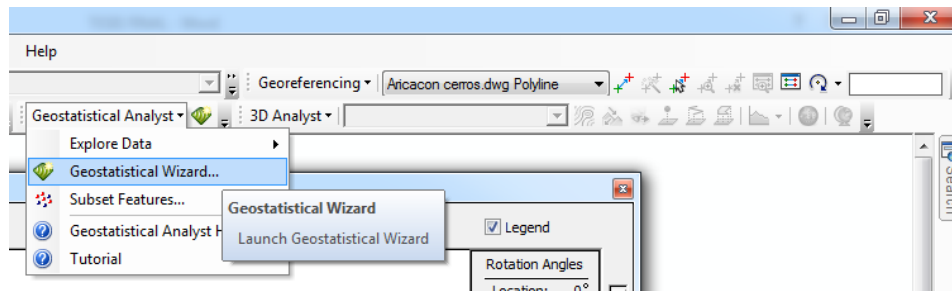 Help
Georeferencing
Aricacon cerros.dwg Polyline
Geostatistical Analyst
3D Analyst
Explore Data
Geostatistical Wizard...
Subset Features...
Geostatistical Analyst H
Tutorial
Geostatistical Wizard
Launch Geostatistical Wizard
Legend
Rotation Angles
Location: 0°
Search